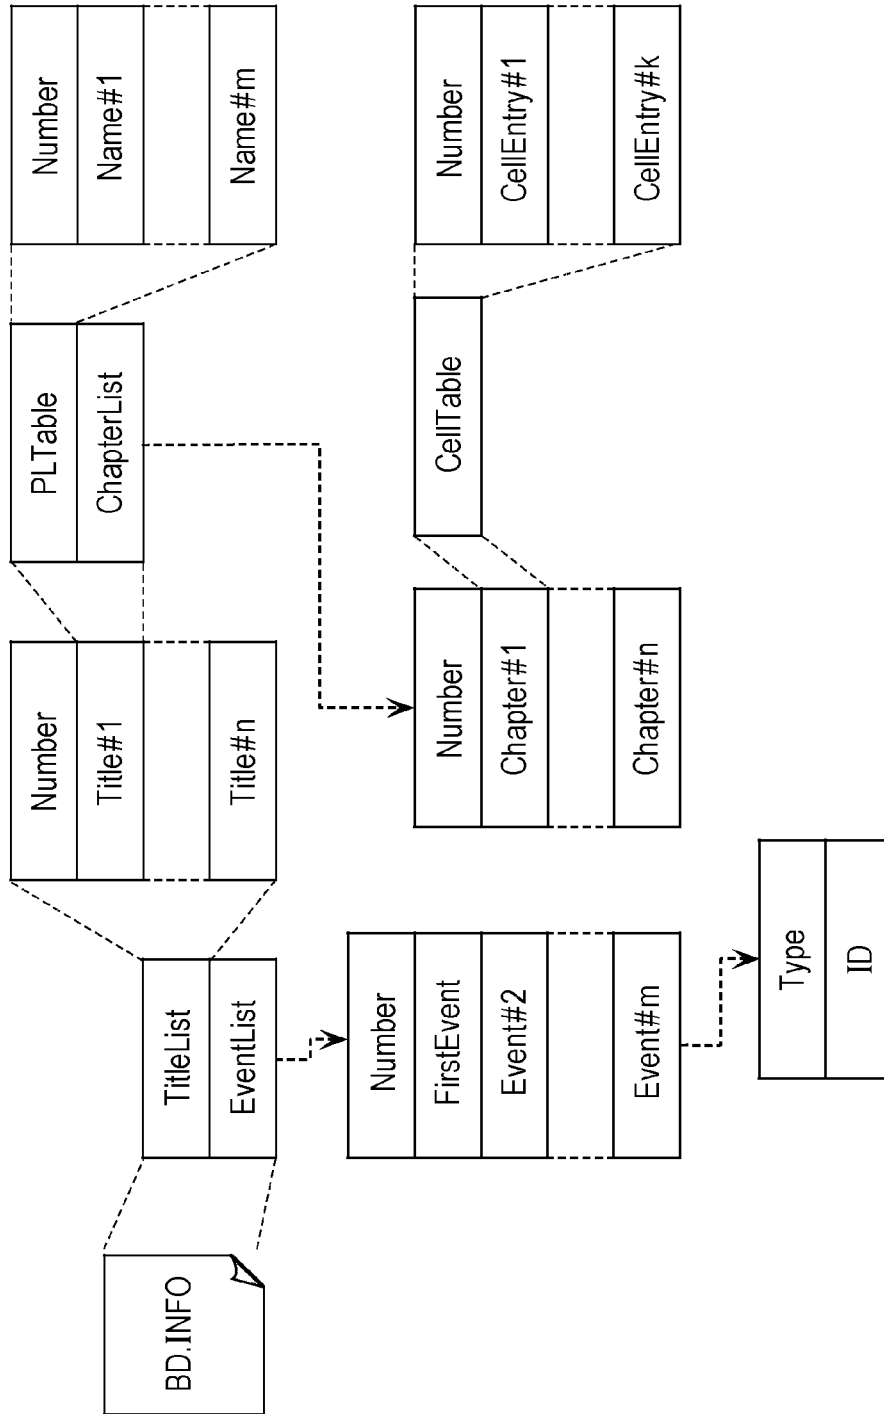 BD.INFO
TitleList
EventList
Number
Title#1
Title#n
PLTable
ChapterList
Number
Name#1
Name#m
Number
FirstEvent
Event#2
Event#m
Type
ID
Number
Chapter#1
Chapter#n
CellTable
Number
CellEntry#1
CellEntry#k